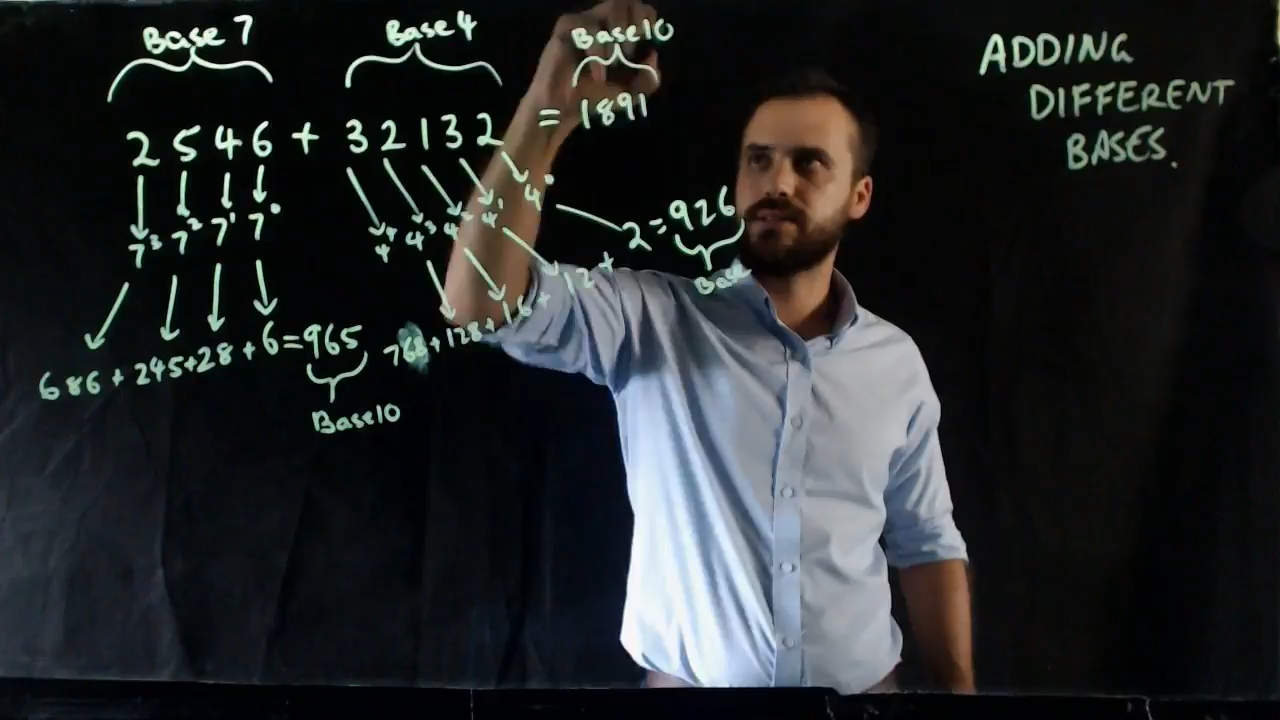 Base 7 Base 4 Base10
ADDING
DIFFERENT
BASES.
2546 + 32132 = 1891
7³ 7² 7¹ 7⁰
4⁴ 4³ 4² 4¹ 4⁰
686 + 245+28 + 6=965
768+128+16+ 12+ 2=926
Base
Base10